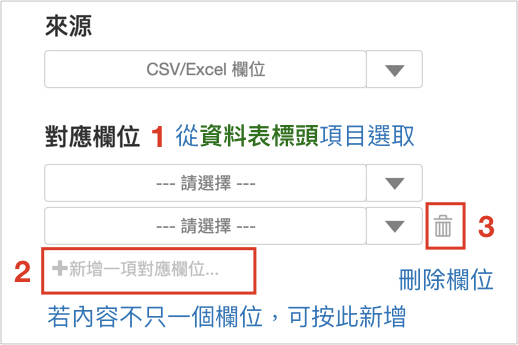 來源
CSV/Excel 欄位
對應欄位 1 從資料表標頭項目選取
--- 請選擇 ---
--- 請選擇 --- 3
2 +新增一項對應欄位... 刪除欄位
若內容不只一個欄位，可按此新增